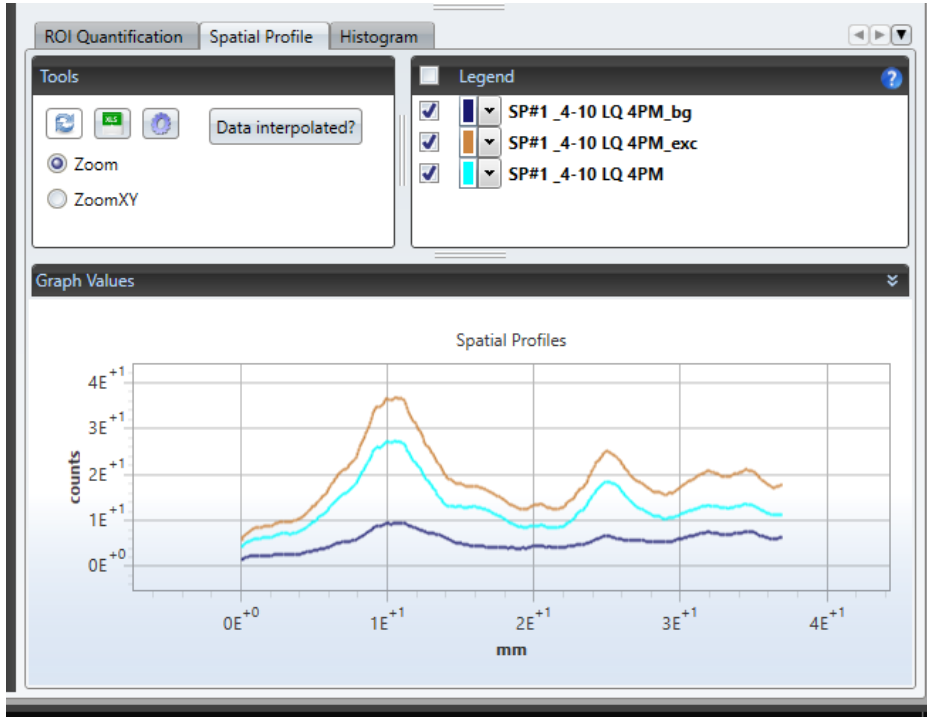 ROI Quantification Spatial Profile Histogram
Tools
XLS
Data interpolated?
Zoom
ZoomXY
Legend
?
SP#1 _4-10 LQ 4PM_bg
SP#1 _4-10 LQ 4PM_exc
SP#1 _4-10 LQ 4PM
Graph Values
Spatial Profiles
4E+1
3E+1
2E+1
1E+1
0E+0
counts
0E+0 1E+1 2E+1 3E+1 4E+1
mm